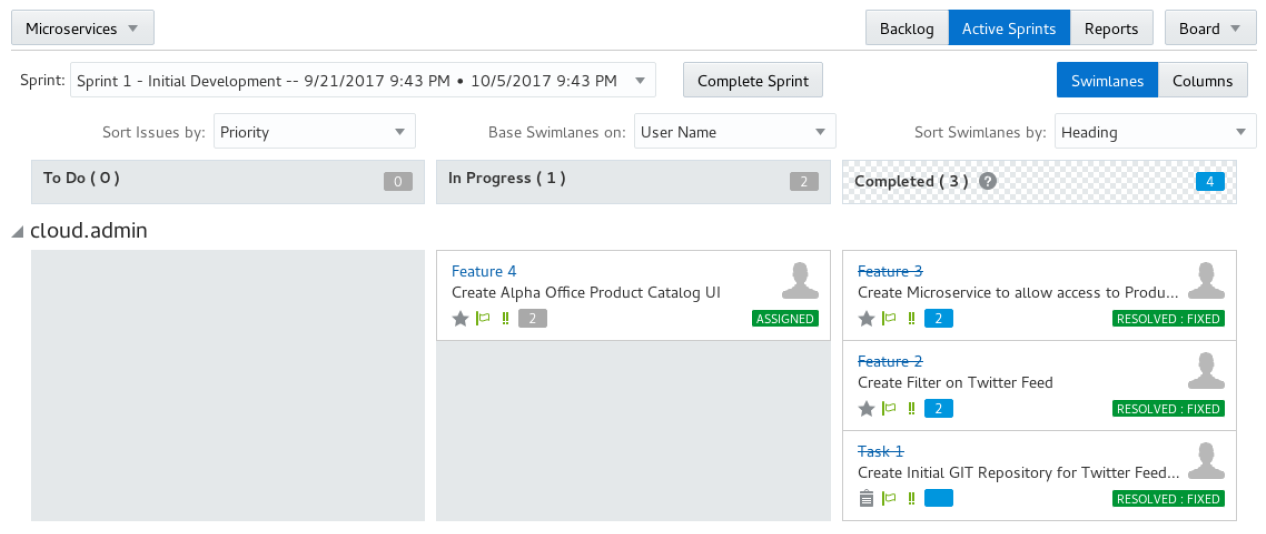 Microservices
Backlog Active Sprints Reports Board
Sprint: Sprint 1 - Initial Development -- 9/21/2017 9:43 PM • 10/5/2017 9:43 PM Complete Sprint Swimlanes Columns
Sort Issues by: Priority Base Swimlanes on: User Name Sort Swimlanes by: Heading
To Do ( 0 ) 0 In Progress ( 1 ) 2 Completed ( 3 ) ? 4
cloud.admin
Feature 4
Create Alpha Office Product Catalog UI
!! 2 ASSIGNED
Feature 3
Create Microservice to allow access to Produ...
!! 2 RESOLVED : FIXED
Feature 2
Create Filter on Twitter Feed
!! 2 RESOLVED : FIXED
Task 1
Create Initial GIT Repository for Twitter Feed...
!! RESOLVED : FIXED